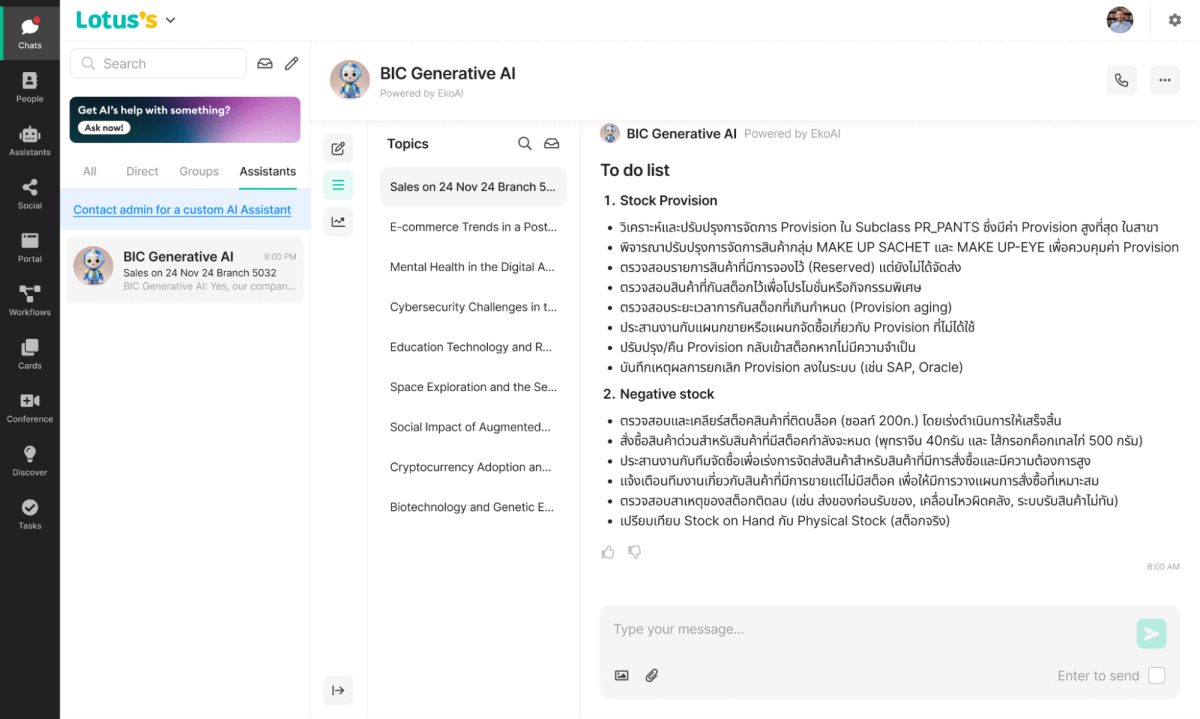 Lotus's
Chats
People
Assistants
Social
Portal
Workflows
Cards
Conference
Discover
Tasks
Search
Get AI's help with something?
Ask now!
All Direct Groups Assistants
Contact admin for a custom AI Assistant
BIC Generative AI 8:00 PM
Sales on 24 Nov 24 Branch 5032
BIC Generative AI: Yes, our compan...
BIC Generative AI
Powered by EkoAI
Topics
Sales on 24 Nov 24 Branch 5...
E-commerce Trends in a Post...
Mental Health in the Digital A...
Cybersecurity Challenges in t...
Education Technology and R...
Space Exploration and the Se...
Social Impact of Augmented...
Cryptocurrency Adoption an...
Biotechnology and Genetic E...
BIC Generative AI Powered by EkoAI
To do list
1. Stock Provision
• วิเคราะห์และปรับปรุงการจัดการ Provision ใน Subclass PR_PANTS ซึ่งมีค่า Provision สูงที่สุด ในสาขา
• พิจารณาปรับปรุงการจัดการสินค้ากลุ่ม MAKE UP SACHET และ MAKE UP-EYE เพื่อควบคุมค่า Provision
• ตรวจสอบรายการสินค้าที่มีการจองไว้ (Reserved) แต่ยังไม่ได้จัดส่ง
• ตรวจสอบสินค้าที่กันสต็อกไว้เพื่อโปรโมชั่นหรือกิจกรรมพิเศษ
• ตรวจสอบระยะเวลาการกันสต็อกที่เกินกำหนด (Provision aging)
• ประสานงานกับแผนกขายหรือแผนกจัดซื้อเกี่ยวกับ Provision ที่ไม่ได้ใช้
• ปรับปรุง/คืน Provision กลับเข้าสต็อกหากไม่มีความจำเป็น
• บันทึกเหตุผลการยกเลิก Provision ลงในระบบ (เช่น SAP, Oracle)
2. Negative stock
• ตรวจสอบและเคลียร์สต็อคสินค้าที่ติดบล็อค (ซอลท์ 200ก.) โดยเร่งดำเนินการให้เสร็จสิ้น
• สั่งซื้อสินค้าด่วนสำหรับสินค้าที่มีสต็อคกำลังจะหมด (พุทราจีน 40กรัม และ ไส้กรอกค็อกเทลไก่ 500 กรัม)
• ประสานงานกับทีมจัดซื้อเพื่อเร่งการจัดส่งสินค้าสำหรับสินค้าที่มีการสั่งซื้อและมีความต้องการสูง
• แจ้งเตือนทีมงานเกี่ยวกับสินค้าที่มีการขายแต่ไม่มีสต็อค เพื่อให้มีการวางแผนการสั่งซื้อที่เหมาะสม
• ตรวจสอบสาเหตุของสต็อกติดลบ (เช่น ส่งของก่อนรับของ, เคลื่อนไหวผิดคลัง, ระบบรับสินค้าไม่ทัน)
• เปรียบเทียบ Stock on Hand กับ Physical Stock (สต็อกจริง)
8:00 AM
Type your message...
Enter to send